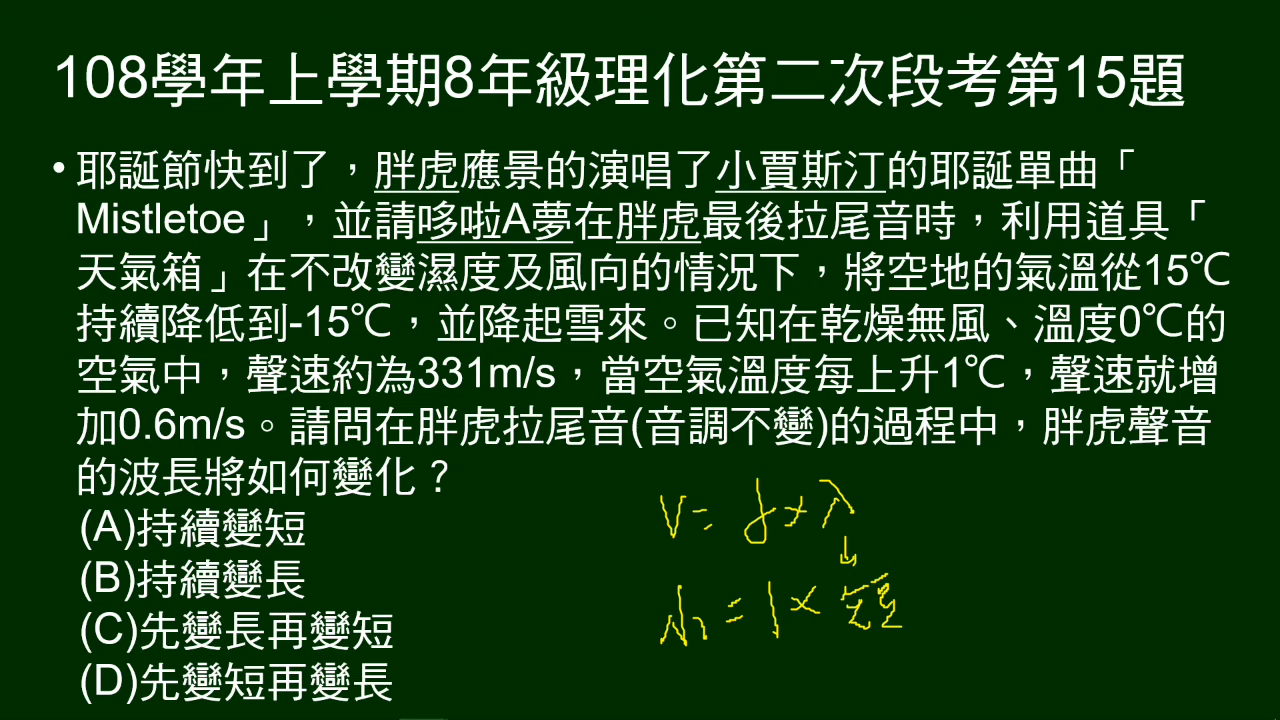 108學年上學期8年級理化第二次段考第15題
• 耶誕節快到了，胖虎應景的演唱了小賈斯汀的耶誕單曲「
Mistletoe」，並請哆啦A夢在胖虎最後拉尾音時，利用道具「
天氣箱」在不改變濕度及風向的情況下，將空地的氣溫從15℃
持續降低到-15℃，並降起雪來。已知在乾燥無風、溫度0℃的
空氣中，聲速約為331m/s，當空氣溫度每上升1℃，聲速就增
加0.6m/s。請問在胖虎拉尾音(音調不變)的過程中，胖虎聲音
的波長將如何變化？
(A)持續變短
(B)持續變長
(C)先變長再變短
(D)先變短再變長
V= f×λ
↓
小=1×短